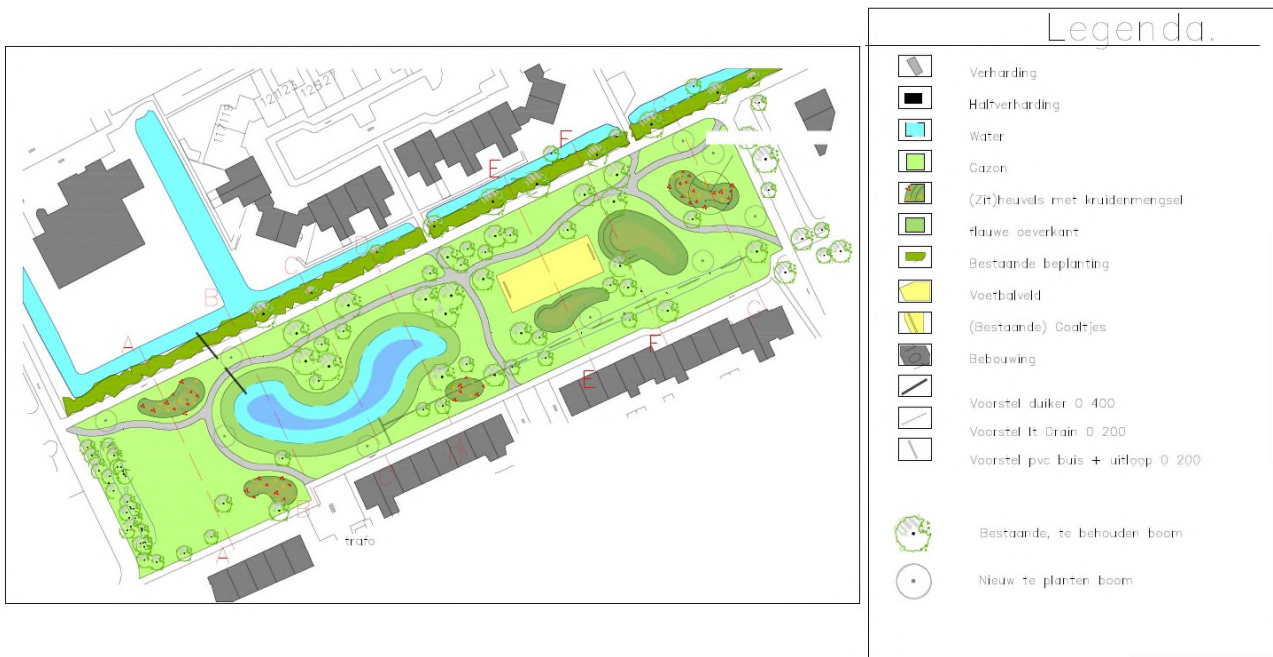 Legenda.
Verharding
Halfverharding
Water
Gazon
(Zit)heuvels met kruidenmengsel
flauwe oeverkant
Bestaande beplanting
Voetbalveld
(Bestaande) Goaltjes
Bebouwing
Voorstel duiker 0 400
Voorstel It Drain 0 200
Voorstel pvc buis + uitloop 0 200
Bestaande, te behouden boom
Nieuw te planten boom
A
B
C
D
E
F
A
B
C
E
F
G
trafo